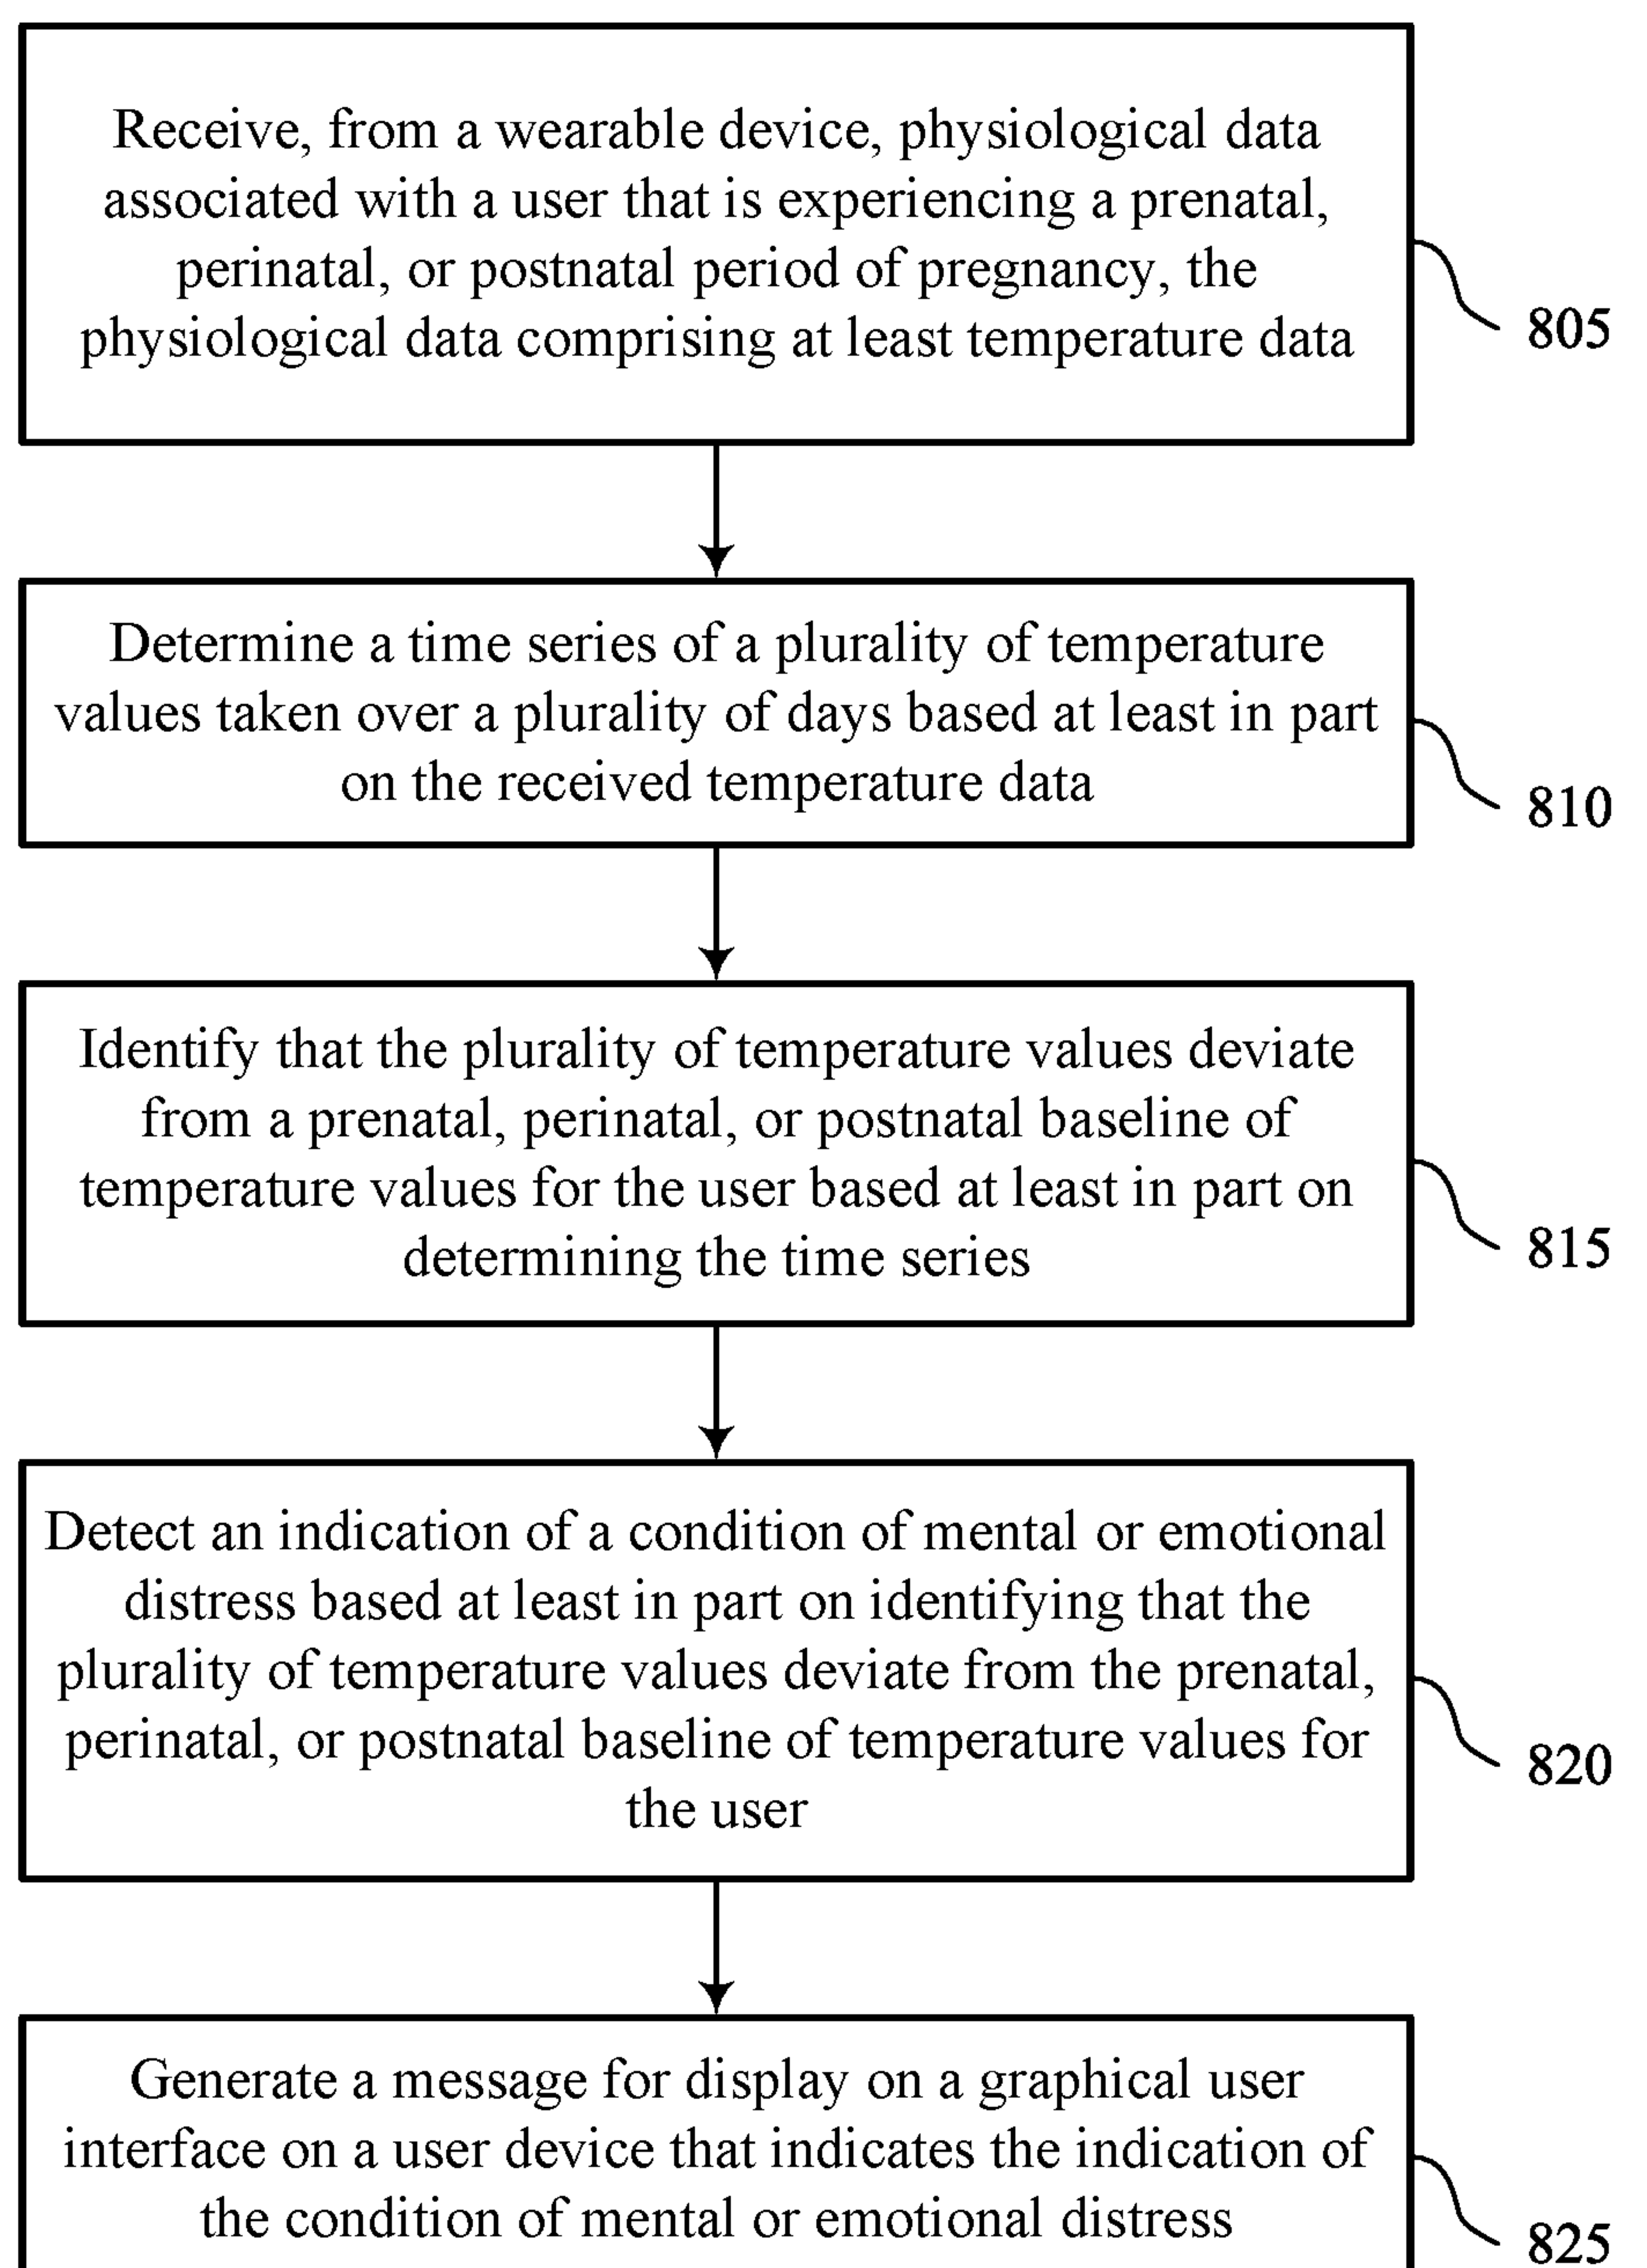 Receive, from a wearable device, physiological data
associated with a user that is experiencing a prenatal,
perinatal, or postnatal period of pregnancy, the
physiological data comprising at least temperature data
805
Determine a time series of a plurality of temperature
values taken over a plurality of days based at least in part
on the received temperature data
810
Identify that the plurality of temperature values deviate
from a prenatal, perinatal, or postnatal baseline of
temperature values for the user based at least in part on
determining the time series
815
Detect an indication of a condition of mental or emotional
distress based at least in part on identifying that the
plurality of temperature values deviate from the prenatal,
perinatal, or postnatal baseline of temperature values for
the user
820
Generate a message for display on a graphical user
interface on a user device that indicates the indication of
the condition of mental or emotional distress
825